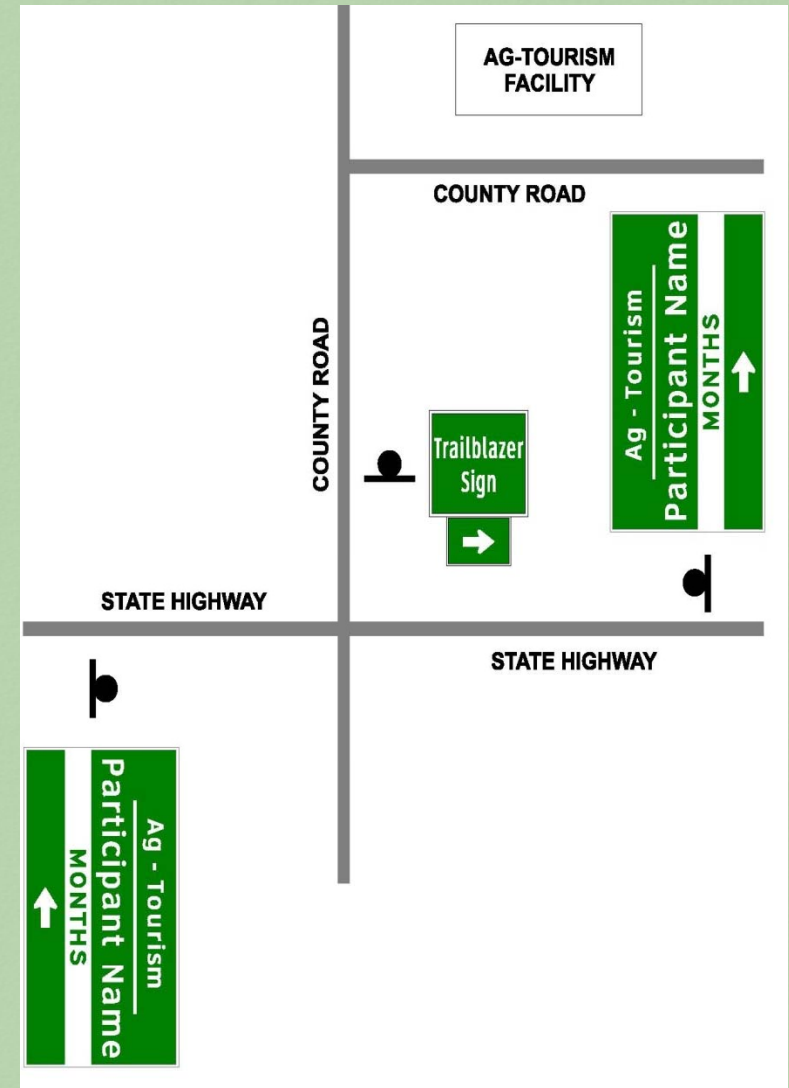 AG-TOURISM
FACILITY
COUNTY ROAD
Ag - Tourism
Participant Name
MONTHS
COUNTY ROAD
Trailblazer
Sign
STATE HIGHWAY
STATE HIGHWAY
Ag - Tourism
Participant Name
MONTHS